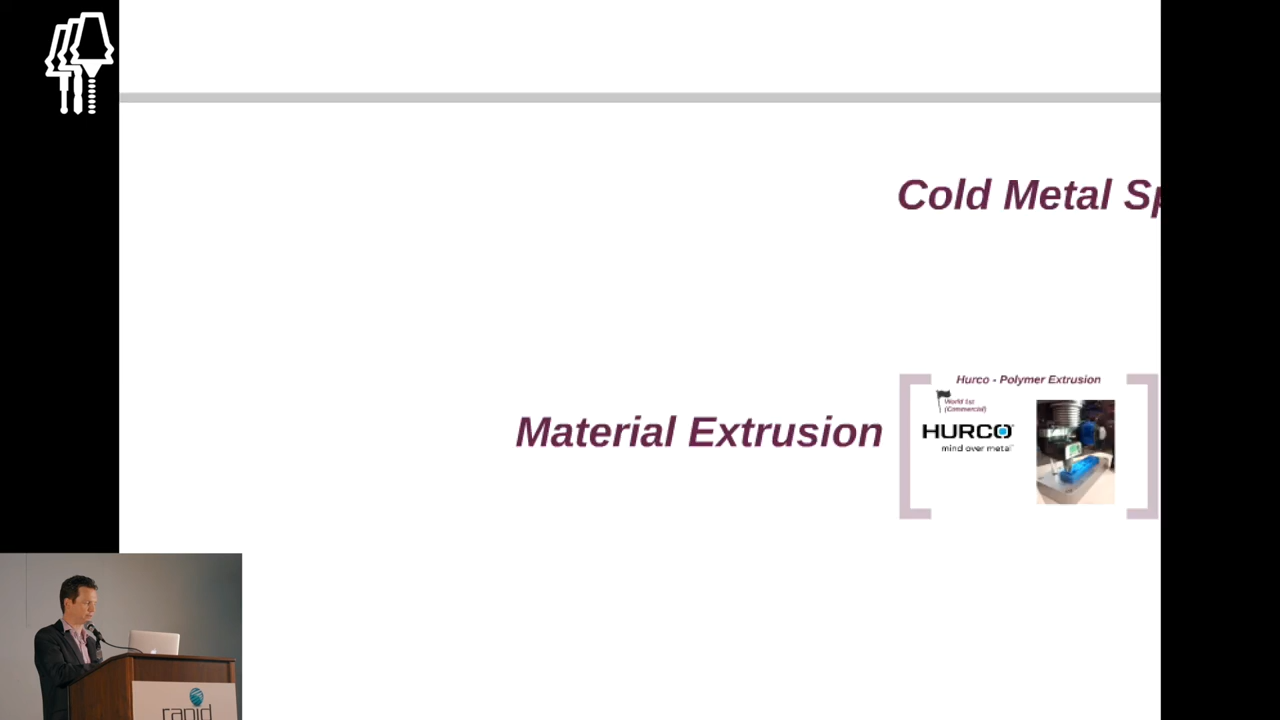 Cold Metal Sp
Hurco - Polymer Extrusion
World 1st
(Commercial)
HURCO
mind over metal
Material Extrusion
rapid